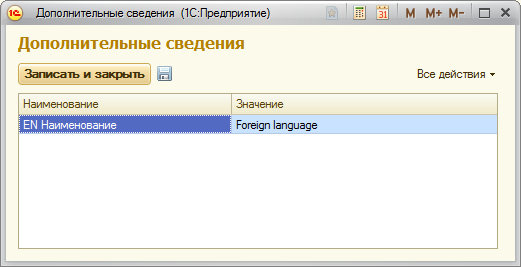 Дополнительные сведения (1С:Предприятие)
M M+ M-
Дополнительные сведения
Записать и закрыть
Все действия
Наименование Значение
EN Наименование Foreign language